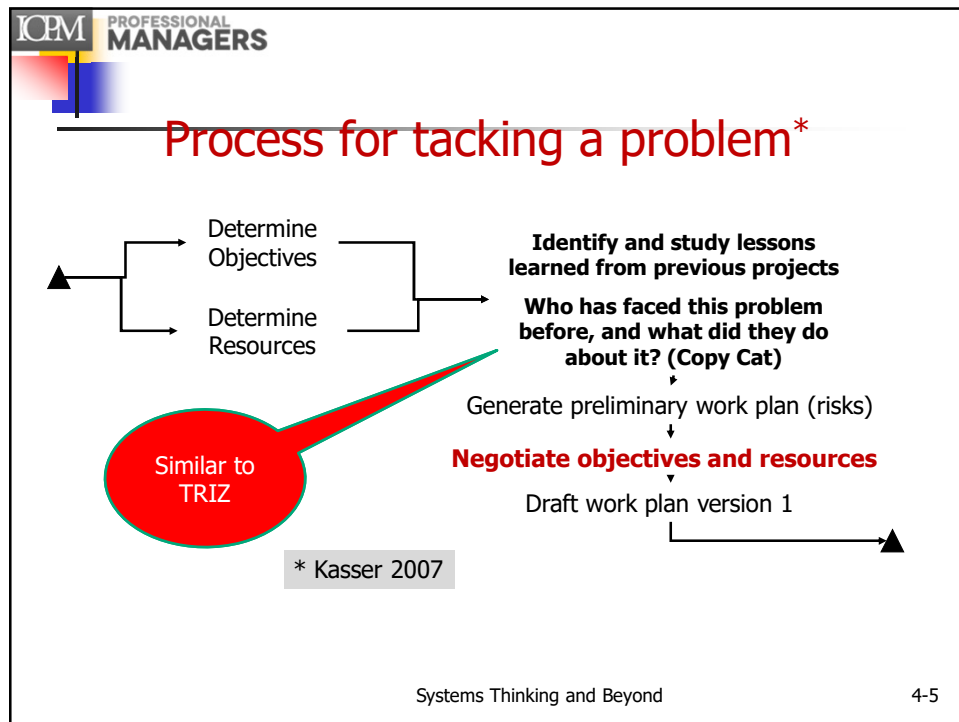 ICPM PROFESSIONAL
MANAGERS
Process for tacking a problem*
Determine
Objectives
Determine
Resources
Identify and study lessons
learned from previous projects
Who has faced this problem
before, and what did they do
about it? (Copy Cat)
Generate preliminary work plan (risks)
Negotiate objectives and resources
Draft work plan version 1
Similar to
TRIZ
* Kasser 2007
Systems Thinking and Beyond
4-5